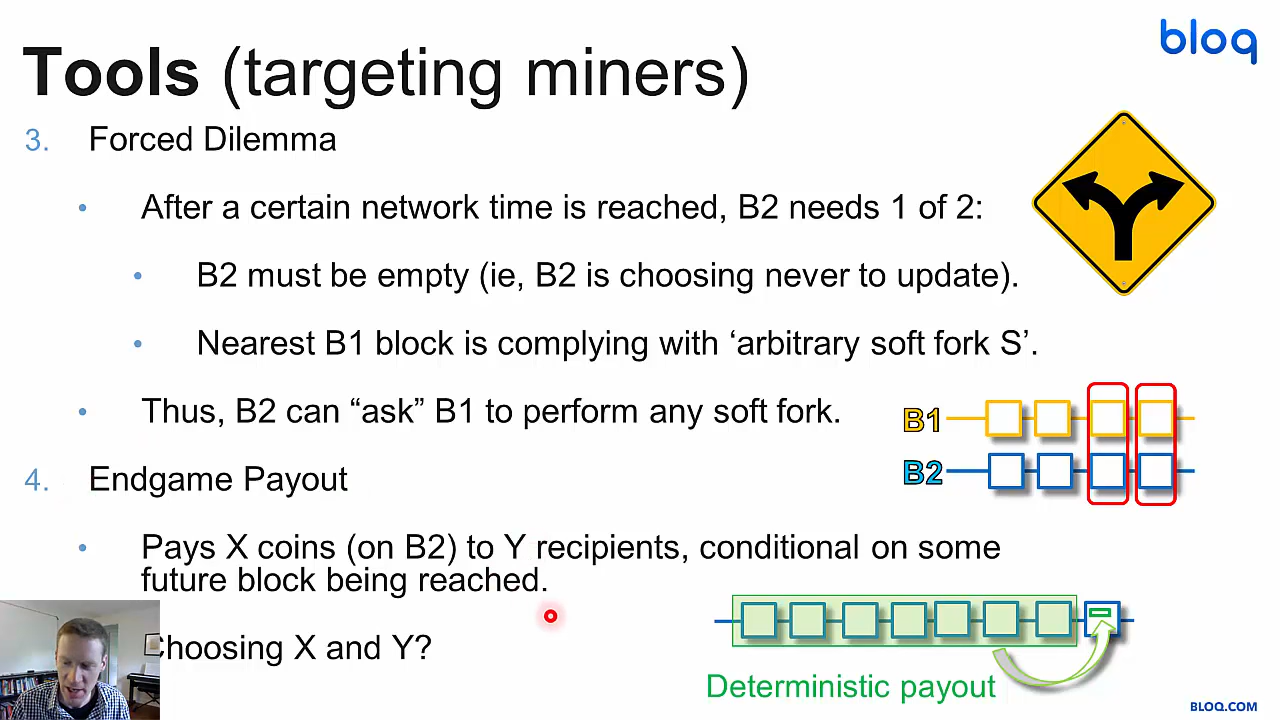 bloq
Tools (targeting miners)
3. Forced Dilemma
• After a certain network time is reached, B2 needs 1 of 2:
• B2 must be empty (ie, B2 is choosing never to update).
• Nearest B1 block is complying with ‘arbitrary soft fork S’.
• Thus, B2 can “ask” B1 to perform any soft fork.
B1
B2
4. Endgame Payout
• Pays X coins (on B2) to Y recipients, conditional on some
future block being reached.
Choosing X and Y?
Deterministic payout
BLOQ.COM